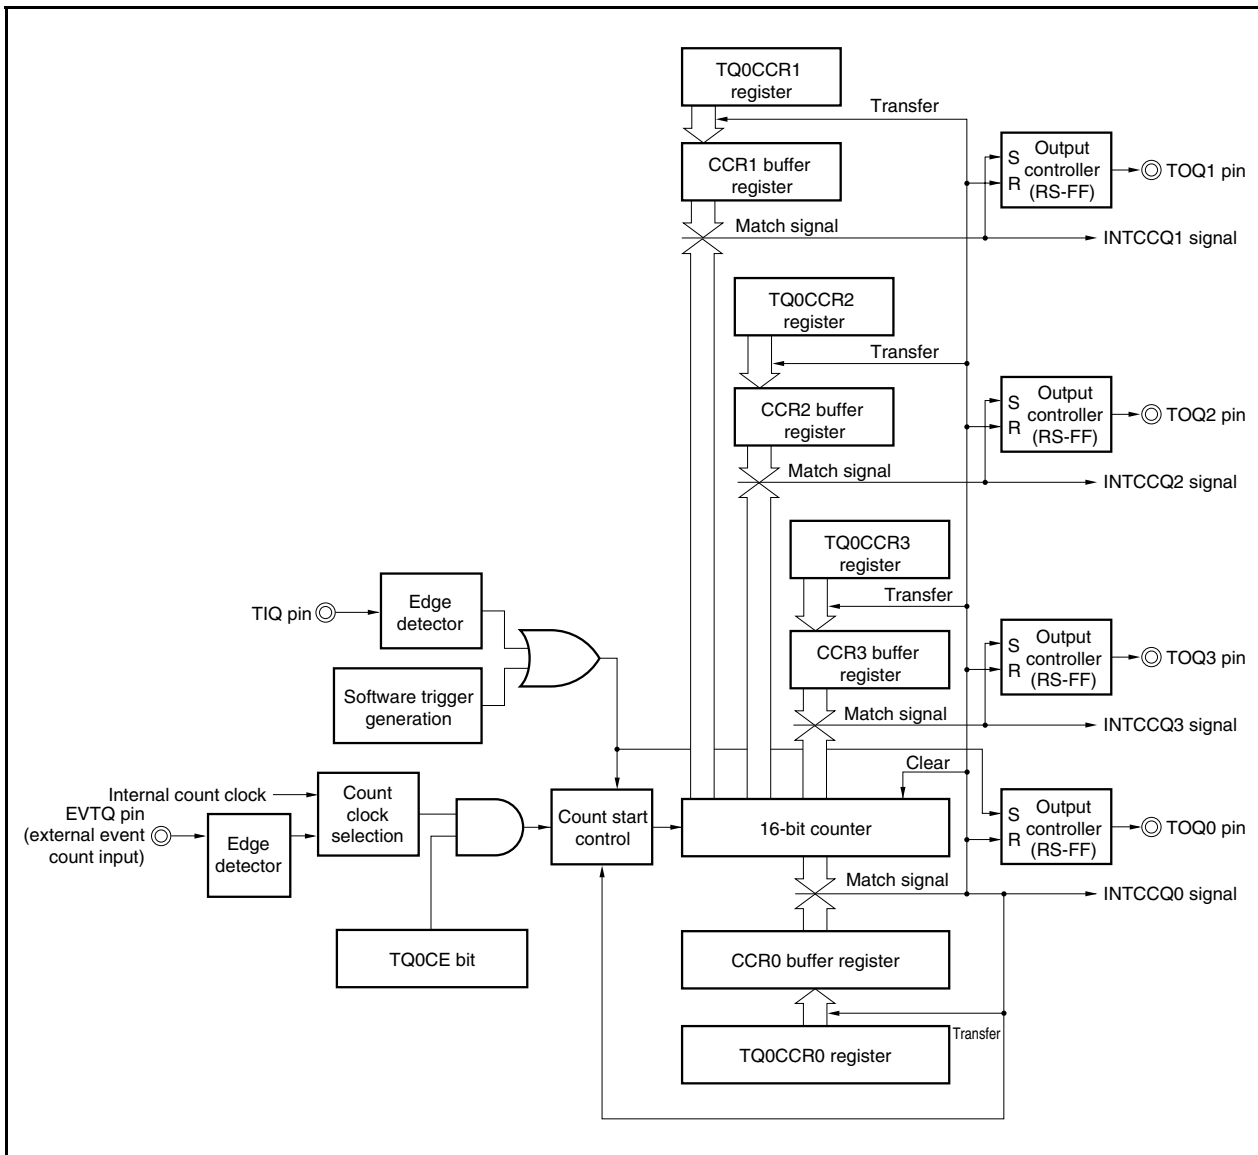 TQ0CCR1
register
Transfer
CCR1 buffer
register
S
R
Output
controller
(RS-FF)
TOQ1 pin
Match signal
INTCCQ1 signal
TQ0CCR2
register
Transfer
CCR2 buffer
register
S
R
Output
controller
(RS-FF)
TOQ2 pin
Match signal
INTCCQ2 signal
TQ0CCR3
register
Transfer
TIQ pin
Edge
detector
CCR3 buffer
register
S
R
Output
controller
(RS-FF)
TOQ3 pin
Software trigger
generation
Match signal
INTCCQ3 signal
Clear
Internal count clock
EVTQ pin
(external event
count input)
Edge
detector
Count
clock
selection
Count start
control
16-bit counter
S
R
Output
controller
(RS-FF)
TOQ0 pin
Match signal
INTCCQ0 signal
TQ0CE bit
CCR0 buffer register
Transfer
TQ0CCR0 register